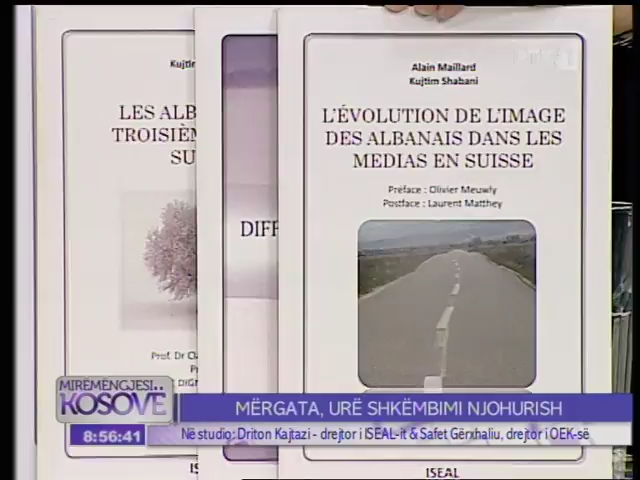 Kujtim
LES ALB
TROISIÈM
SU
Prof. Dr
DIFF
Alain Maillard
Kujtim Shabani
L'ÉVOLUTION DE L'IMAGE
DES ALBANAIS DANS LES
MEDIAS EN SUISSE
Préface : Olivier Meuwly
Postface : Laurent Matthey
ISEAL
MIRËMËNGJESI..
KOSOVË
8:56:41
MËRGATA, URË SHKËMBIMI NJOHURISH
Në studio: Driton Kajtazi - drejtor i ISEAL-it & Safet Gërxhaliu, drejtor i OEK-së